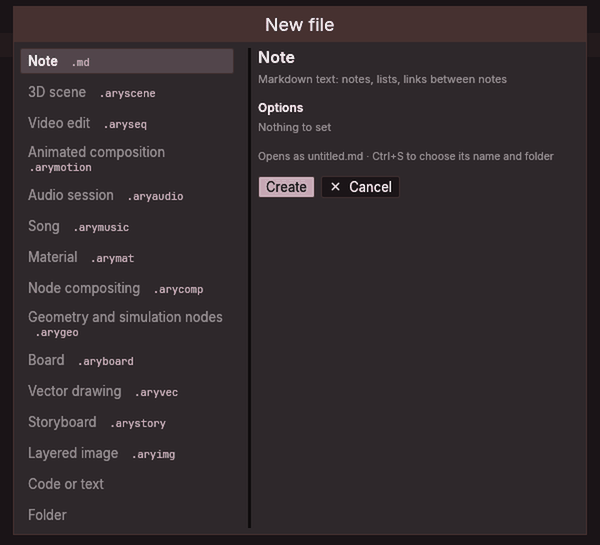 New file
Note .md
3D scene .aryscene
Video edit .aryseq
Animated composition
.arymotion
Audio session .aryaudio
Song .arymusic
Material .arymat
Node compositing .arycomp
Geometry and simulation nodes
.arygeo
Board .aryboard
Vector drawing .aryvec
Storyboard .arystory
Layered image .aryimg
Code or text
Folder
Note
Markdown text: notes, lists, links between notes
Options
Nothing to set
Opens as untitled.md · Ctrl+S to choose its name and folder
Create ✕ Cancel